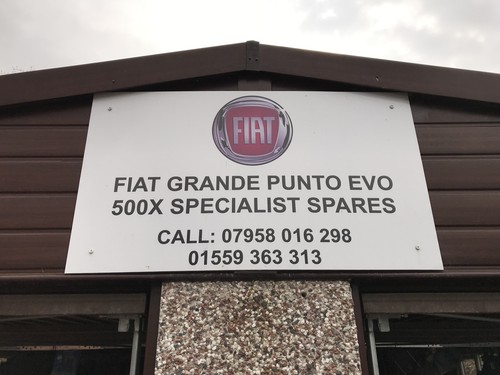 FIAT
FIAT GRANDE PUNTO EVO
500X SPECIALIST SPARES
CALL: 07958 016 298
01559 363 313